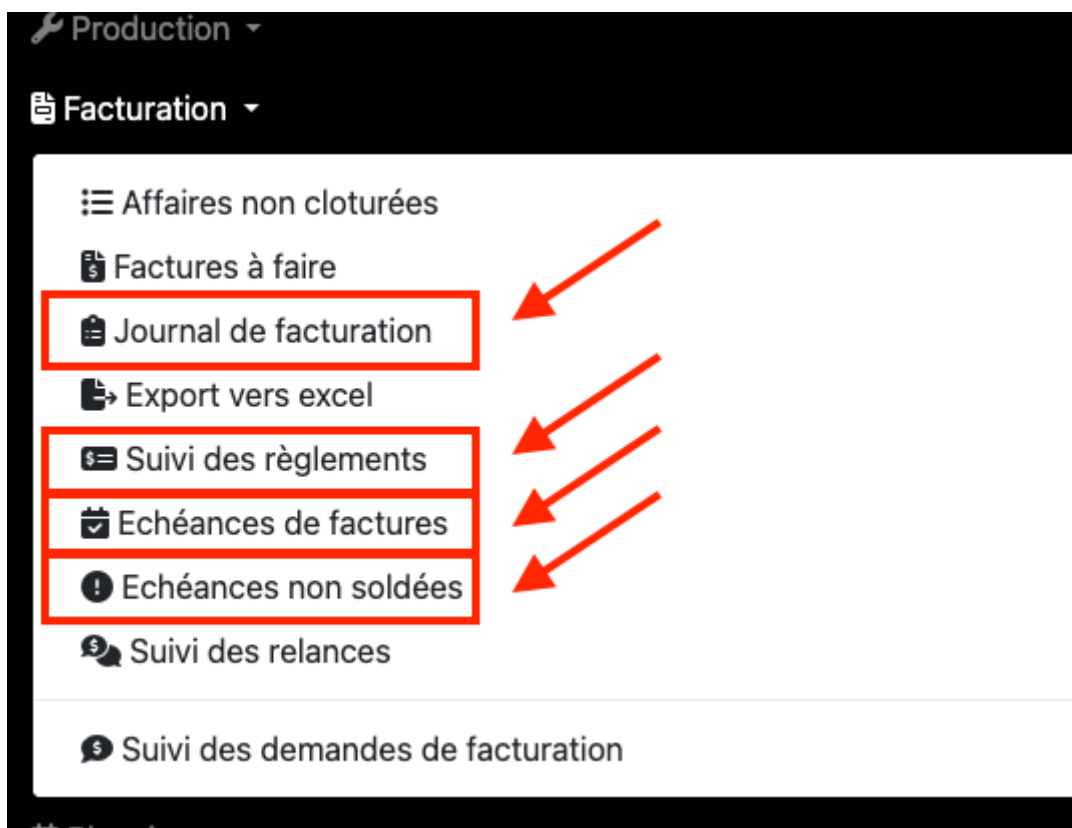 Production
Facturation
Affaires non cloturées
Factures à faire
Journal de facturation
Export vers excel
Suivi des règlements
Echéances de factures
Echéances non soldées
Suivi des relances
Suivi des demandes de facturation